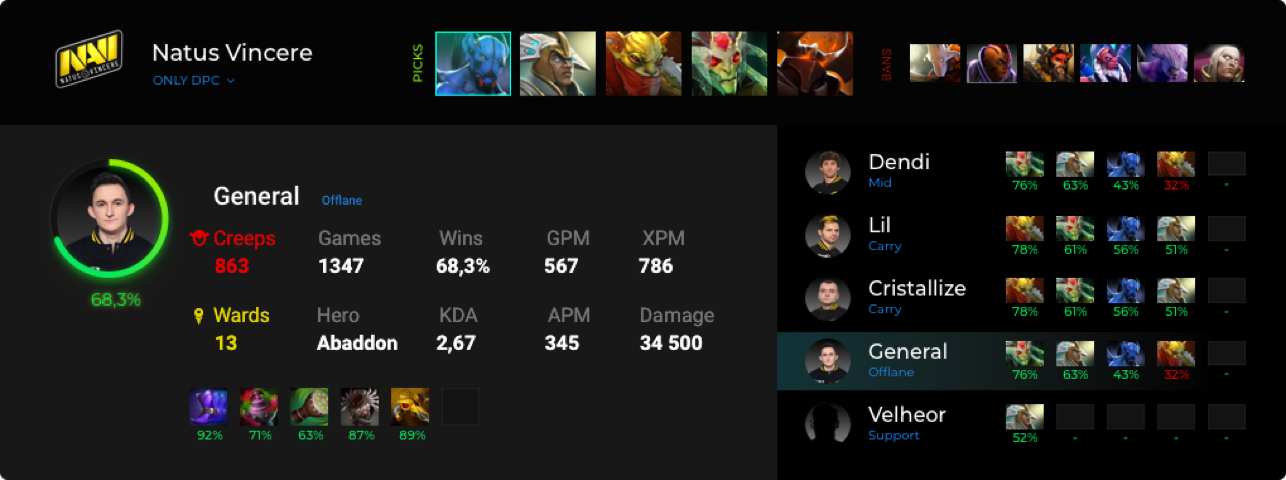 NAVI
NATUS VINCERE
Natus Vincere
ONLY DPC
PICKS
BANS
General Offlane
68,3%
Creeps Games Wins GPM XPM
863 1347 68,3% 567 786
Wards Hero KDA APM Damage
13 Abaddon 2,67 345 34 500
92% 71% 63% 87% 89%
Dendi
Mid
76% 63% 43% 32% -
Lil
Carry
78% 61% 56% 51% -
Cristallize
Carry
78% 61% 56% 51% -
General
Offlane
76% 63% 43% 32% -
Velheor
Support
52% - - - -